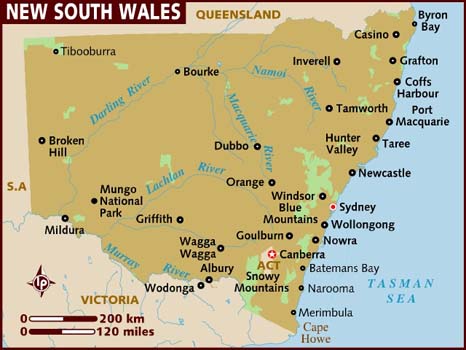 NEW SOUTH WALES
QUEENSLAND
Byron
Bay
Casino
Tibooburra
Inverell
Grafton
Bourke
Namoi
River
Coffs
Harbour
Darling River
Macquarie
River
Tamworth
Port
Macquarie
Broken
Hill
Dubbo
Hunter
Valley
Taree
Lachlan River
Newcastle
S.A
Orange
Mungo
National
Park
Windsor
Blue
Mountains
Sydney
Mildura
Griffith
Wollongong
Goulburn
Nowra
Wagga
Wagga
Canberra
ACT
Murray River
Albury
Snowy
Mountains
Batemans Bay
Wodonga
Narooma
TASMAN
SEA
lp
VICTORIA
Merimbula
Cape
Howe
0 200 km
0 120 miles